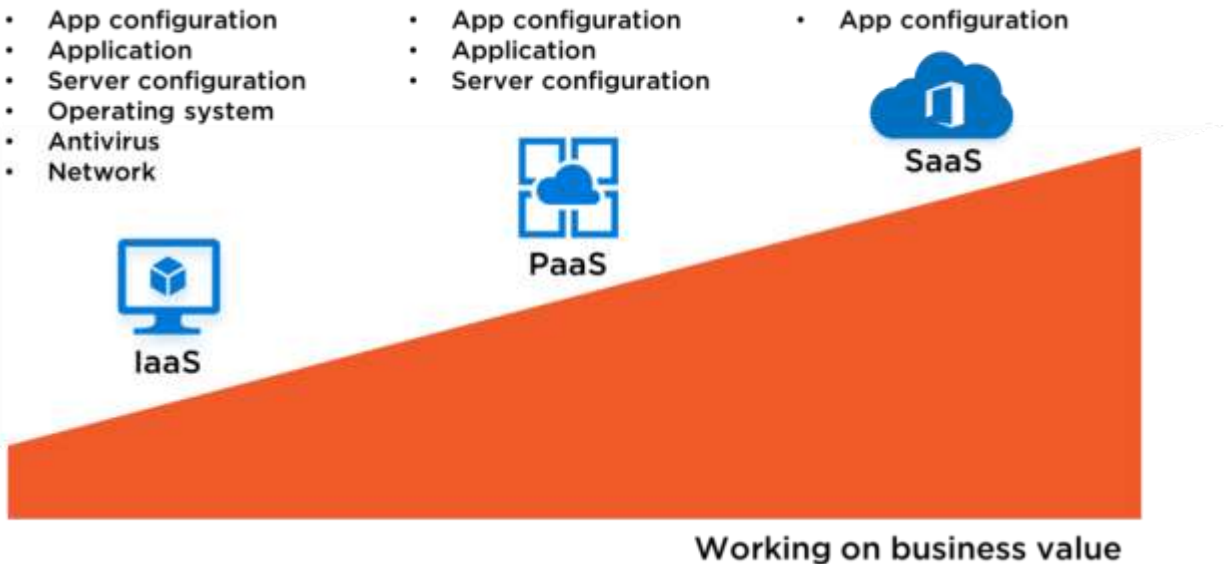 • App configuration
• Application
• Server configuration
• Operating system
• Antivirus
• Network
IaaS
• App configuration
• Application
• Server configuration
PaaS
• App configuration
SaaS
Working on business value